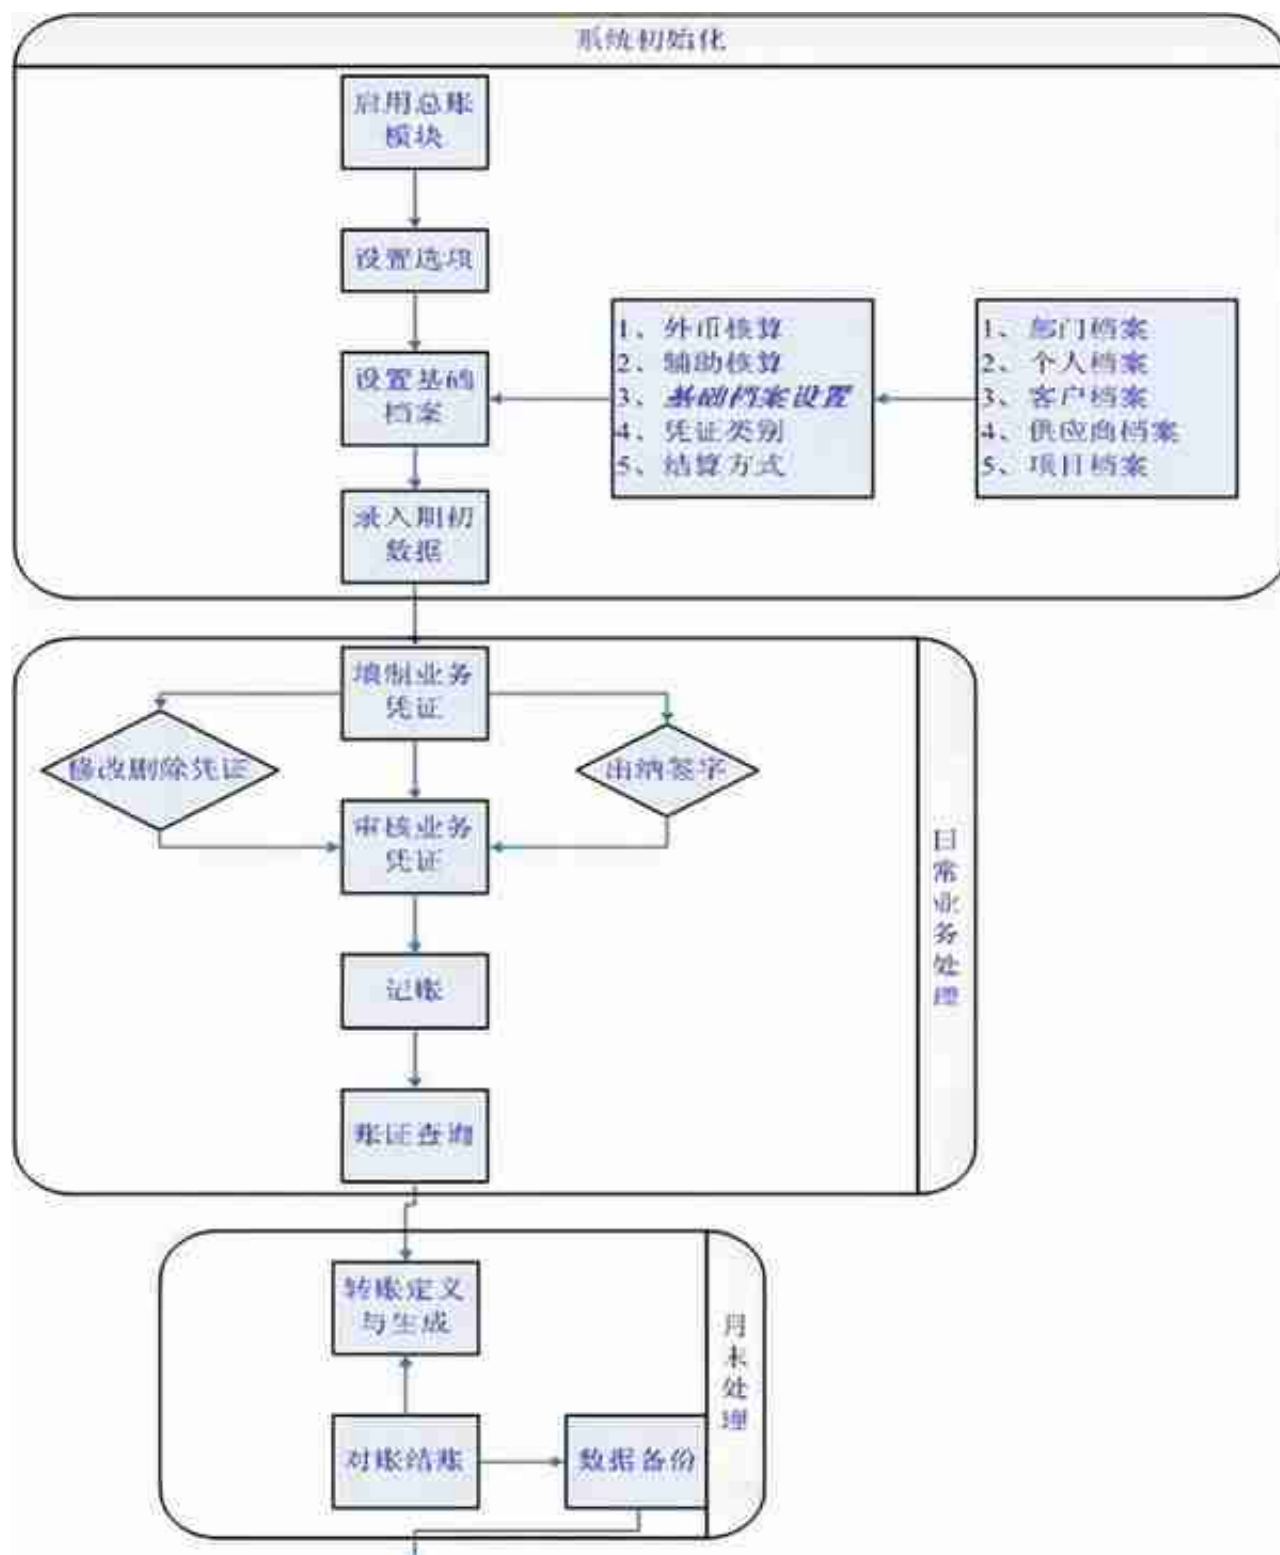 系统初始化
启用总账
模块
设置选项
设置基础
档案
1、外币核算
2、辅助核算
3、基础档案设置
4、凭证类别
5、结算方式
1、部门档案
2、个人档案
3、客户档案
4、供应商档案
5、项目档案
录入期初
数据
填制业务
凭证
修改删除凭证
出纳签字
审核业务
凭证
记账
账证查询
日常业务处理
转账定义
与生成
对账结账
数据备份
月末处理